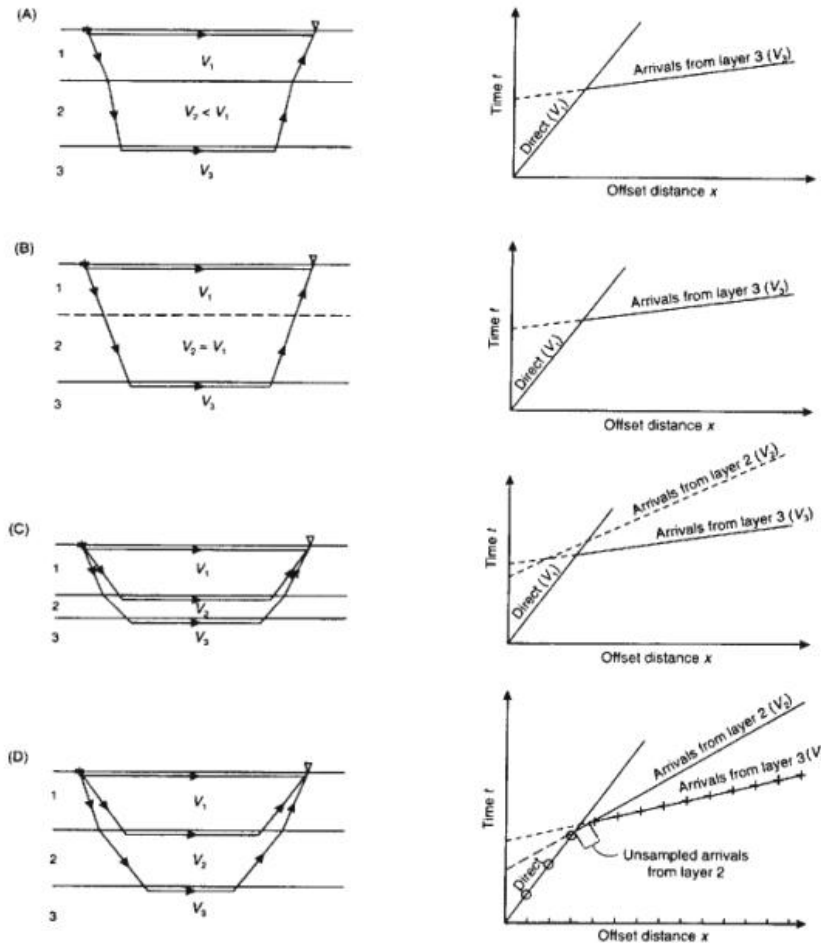 (A)
1
V1
2
V2 < V1
3
V3
Time t
Direct (V1)
Arrivals from layer 3 (V3)
Offset distance x
(B)
1
V1
2
V2 = V1
3
V3
Time t
Direct (V1)
Arrivals from layer 3 (V3)
Offset distance x
(C)
1
V1
2
V2
3
V3
Time t
Direct (V1)
Arrivals from layer 2 (V2)
Arrivals from layer 3 (V3)
Offset distance x
(D)
1
V1
2
V2
3
V3
Time t
Direct
Arrivals from layer 2 (V2)
Arrivals from layer 3 (V
Unsampled arrivals
from layer 2
Offset distance x